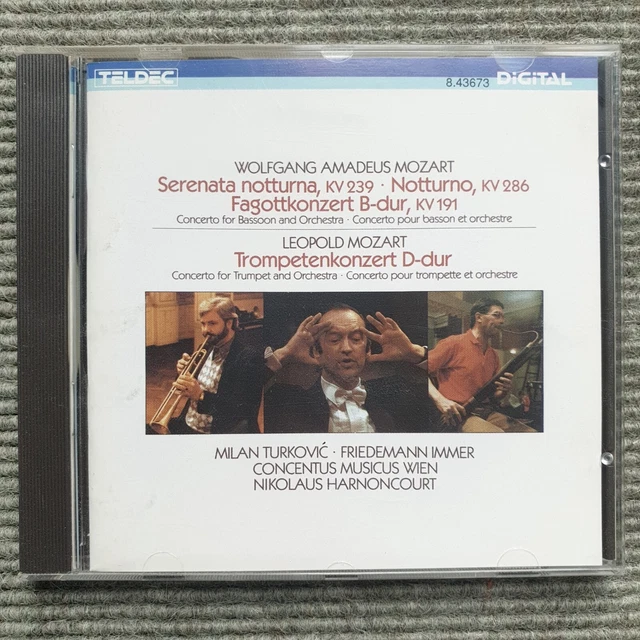 TELDEC
8.43673 DIGITAL
WOLFGANG AMADEUS MOZART
Serenata notturna, KV 239 · Notturno, KV 286
Fagottkonzert B-dur, KV 191
Concerto for Bassoon and Orchestra · Concerto pour basson et orchestre
LEOPOLD MOZART
Trompetenkonzert D-dur
Concerto for Trumpet and Orchestra · Concerto pour trompette et orchestre
MILAN TURKOVIĆ · FRIEDEMANN IMMER
CONCENTUS MUSICUS WIEN
NIKOLAUS HARNONCOURT